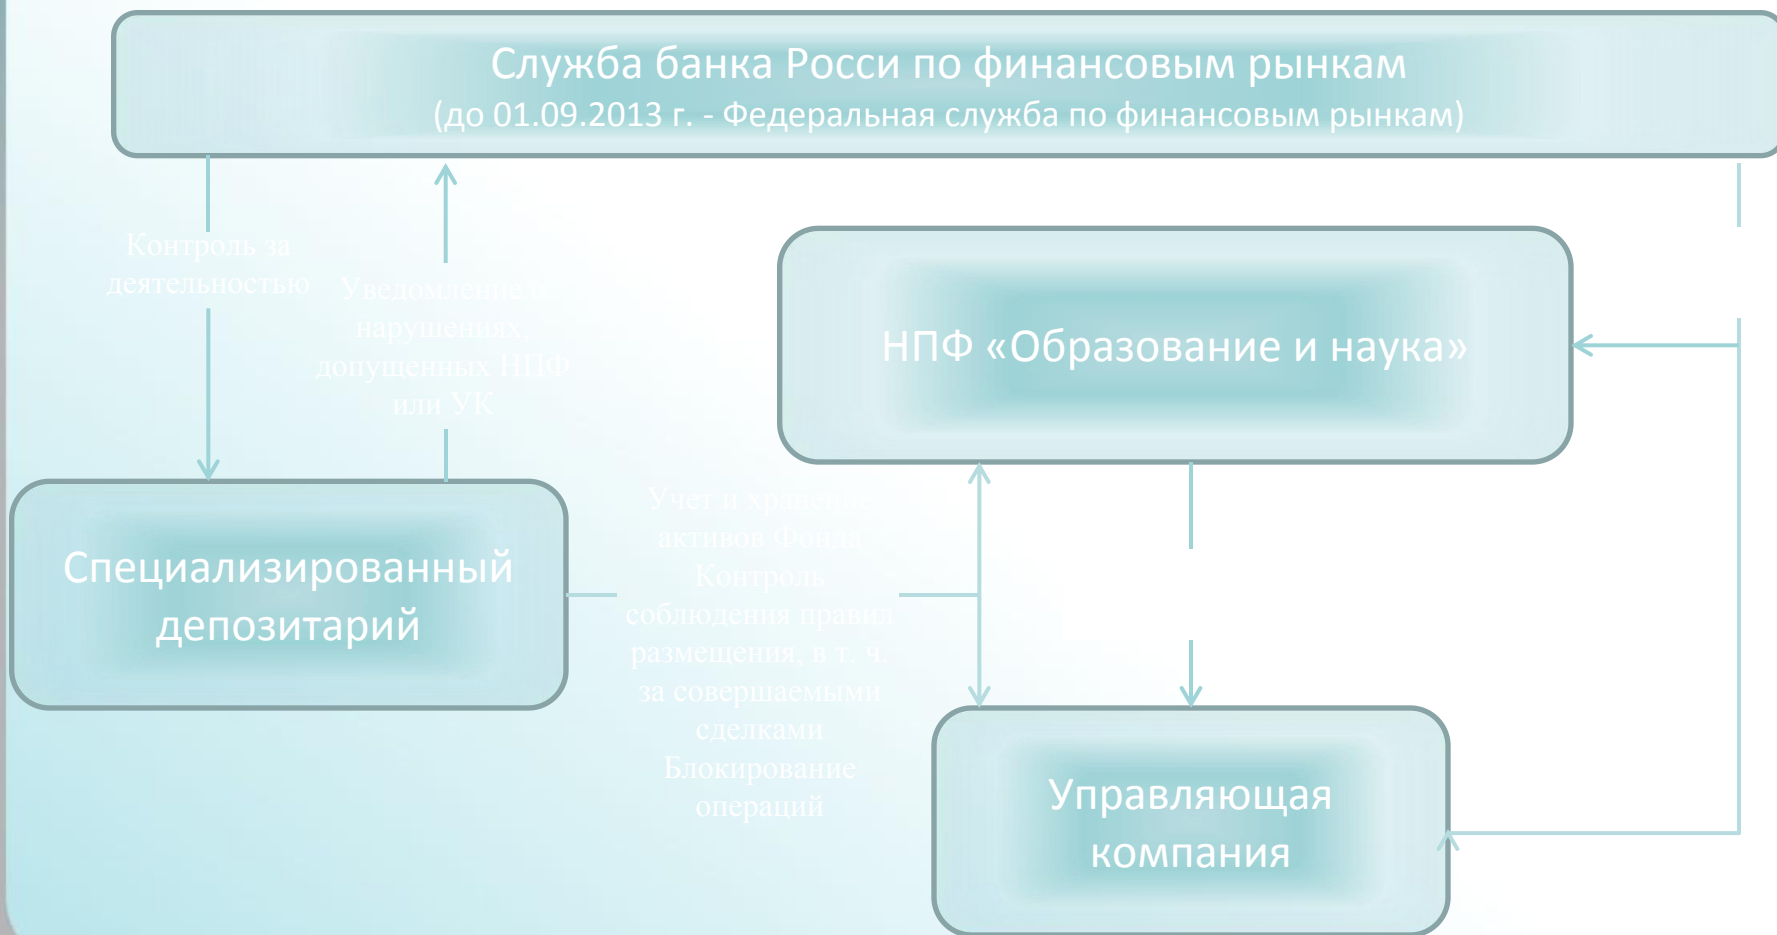 Служба банка Росси по финансовым рынкам
(до 01.09.2013 г. - Федеральная служба по финансовым рынкам)
Контроль за
деятельностью
Уведомление о
нарушениях,
допущенных НПФ
или УК
НПФ «Образование и наука»
Специализированный
депозитарий
Учет и хранение
активов Фонда
Контроль
соблюдения правил
размещения, в т. ч.
за совершаемыми
сделками
Блокирование
операций
Управляющая
компания